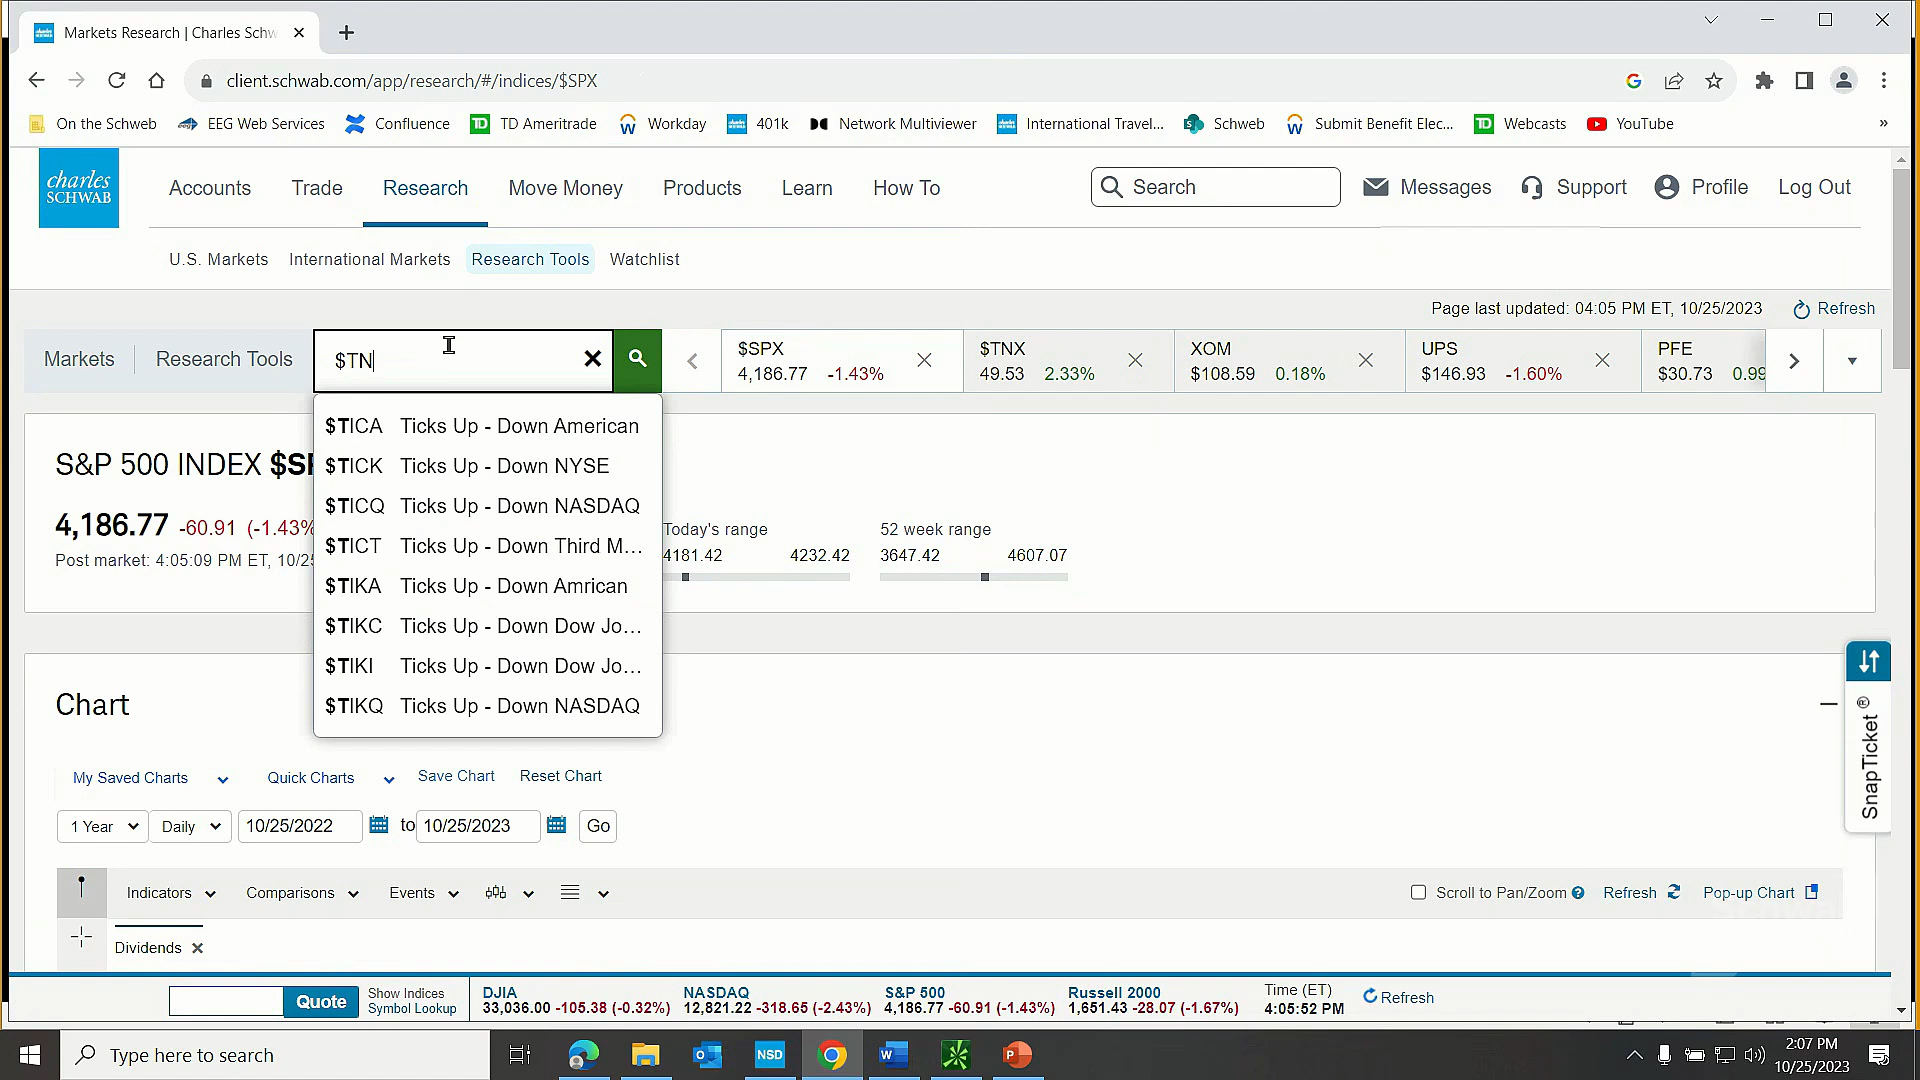 Markets Research | Charles Schw
client.schwab.com/app/research/#/indices/$SPX
On the Schweb EEG Web Services Confluence TD Ameritrade Workday 401k Network Multiviewer International Travel... Schweb Submit Benefit Elec... Webcasts YouTube »
charles SCHWAB
Accounts Trade Research Move Money Products Learn How To Search Messages Support Profile Log Out
U.S. Markets International Markets Research Tools Watchlist
Page last updated: 04:05 PM ET, 10/25/2023 Refresh
Markets Research Tools $TN
$SPX $TNX XOM UPS PFE
4,186.77 -1.43% 49.53 2.33% $108.59 0.18% $146.93 -1.60% $30.73 0.99
$TICA Ticks Up - Down American
$TICK Ticks Up - Down NYSE
$TICQ Ticks Up - Down NASDAQ
$TICT Ticks Up - Down Third M...
$TIKA Ticks Up - Down Amrican
$TIKC Ticks Up - Down Dow Jo...
$TIKI Ticks Up - Down Dow Jo...
$TIKQ Ticks Up - Down NASDAQ
S&P 500 INDEX $SP
4,186.77 -60.91 (-1.43%
Post market: 4:05:09 PM ET, 10/25
Today's range 52 week range
4181.42 4232.42 3647.42 4607.07
SnapTicket ®
Chart
My Saved Charts Quick Charts Save Chart Reset Chart
1 Year Daily 10/25/2022 to 10/25/2023 Go
Indicators Comparisons Events Scroll to Pan/Zoom ? Refresh Pop-up Chart
Dividends
Quote Show Indices
Symbol Lookup
DJIA NASDAQ S&P 500 Russell 2000 Time (ET) Refresh
33,036.00 -105.38 (-0.32%) 12,821.22 -318.65 (-2.43%) 4,186.77 -60.91 (-1.43%) 1,651.43 -28.07 (-1.67%) 4:05:52 PM
Type here to search NSD 2:07 PM
10/25/2023